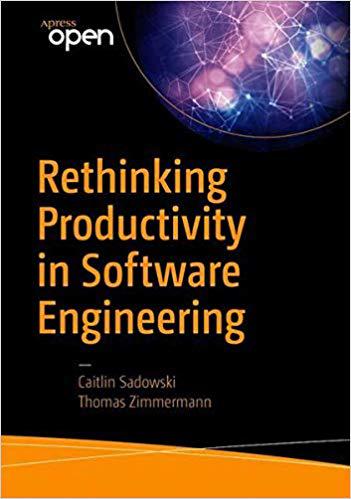 Apress
open
Rethinking
Productivity
in Software
Engineering
—
Caitlin Sadowski
Thomas Zimmermann